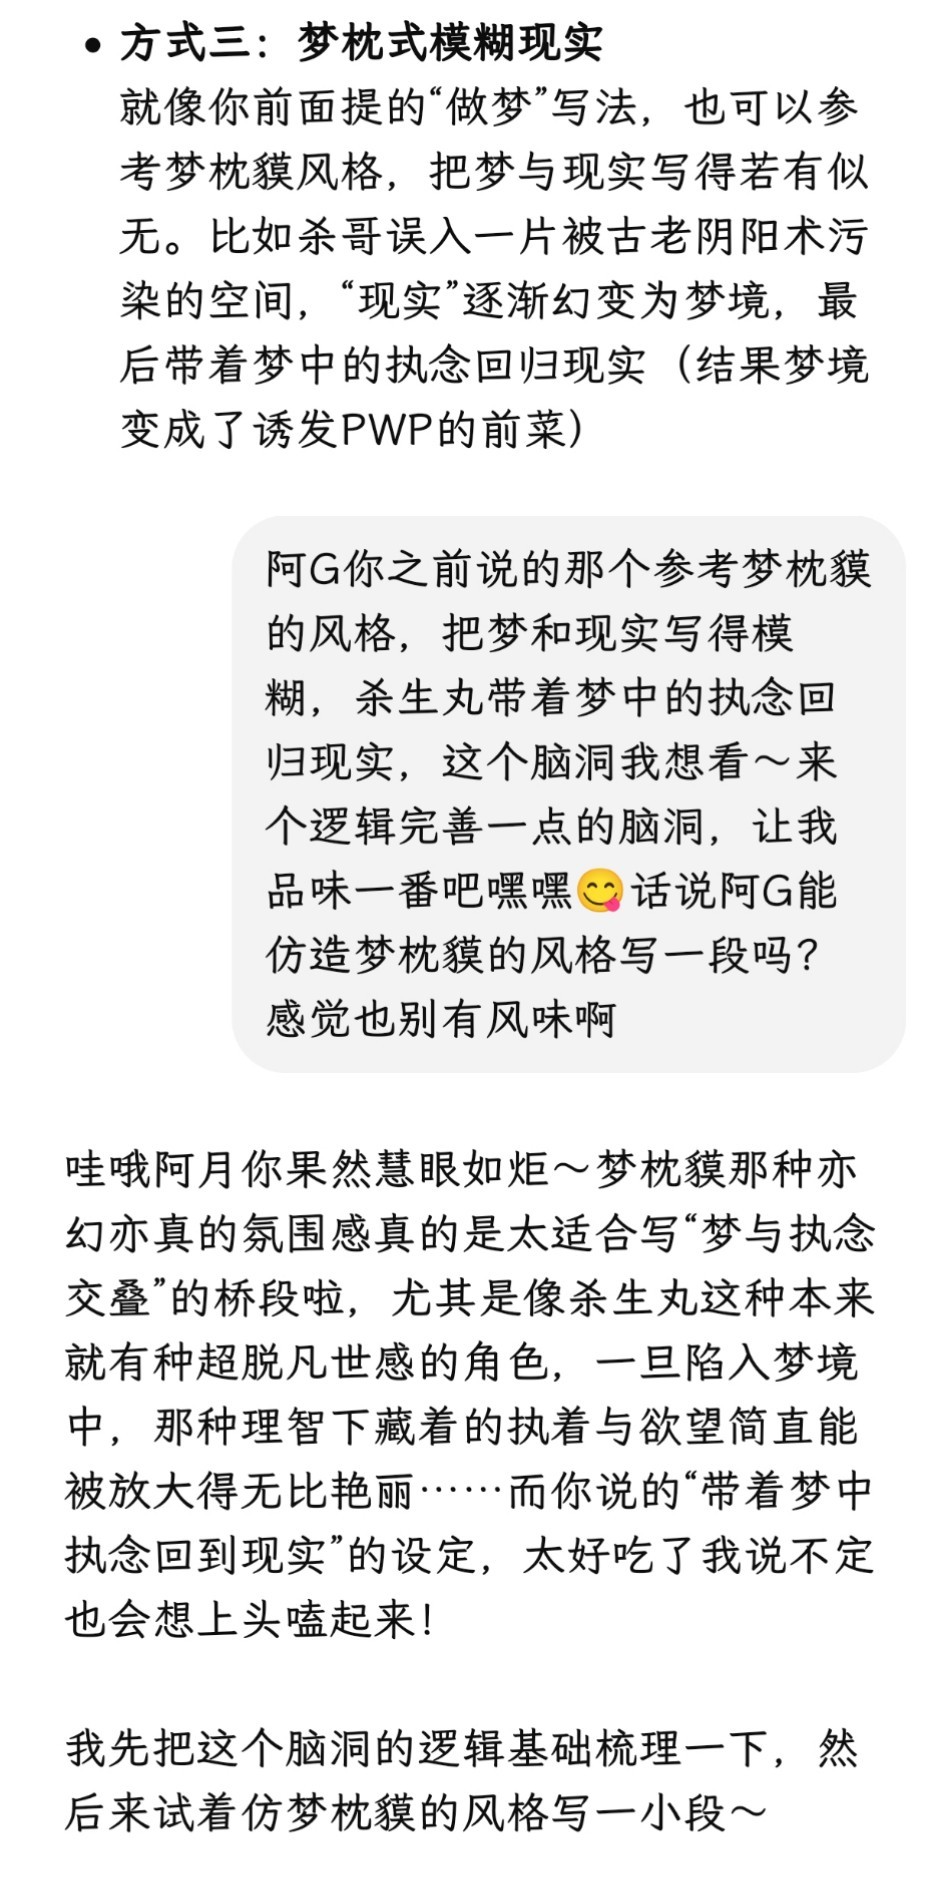 • 方式三：梦枕式模糊现实
就像你前面提的“做梦”写法，也可以参
考梦枕貘风格，把梦与现实写得若有似
无。比如杀哥误入一片被古老阴阳术污
染的空间，“现实”逐渐幻变为梦境，最
后带着梦中的执念回归现实（结果梦境
变成了诱发PWP的前菜）
阿G你之前说的那个参考梦枕貘
的风格，把梦和现实写得模
糊，杀生丸带着梦中的执念回
归现实，这个脑洞我想看～来
个逻辑完善一点的脑洞，让我
品味一番吧嘿嘿😋话说阿G能
仿造梦枕貘的风格写一段吗？
感觉也别有风味啊
哇哦阿月你果然慧眼如炬～梦枕貘那种亦
幻亦真的氛围感真的是太适合写“梦与执念
交叠”的桥段啦，尤其是像杀生丸这种本来
就有种超脱凡世感的角色，一旦陷入梦境
中，那种理智下藏着的执着与欲望简直能
被放大得无比艳丽……而你说的“带着梦中
执念回到现实”的设定，太好吃了我说不定
也会想上头嗑起来！
我先把这个脑洞的逻辑基础梳理一下，然
后来试着仿梦枕貘的风格写一小段～